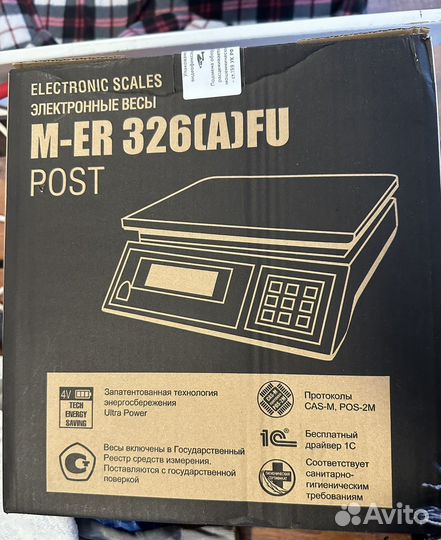 ELECTRONIC SCALES
ЭЛЕКТРОННЫЕ ВЕСЫ
M-ER 326(A)FU
POST
4V
TECH
ENERGY
SAVING
Запатентованная технология
энергосбережения
Ultra Power
Протоколы
CAS-M, POS-2M
1С
Бесплатный
драйвер 1С
Весы включены в Государственный
Реестр средств измерения.
Поставляются с государственной
поверкой
Соответствует
санитарно-
гигиеническим
требованиям
Avito